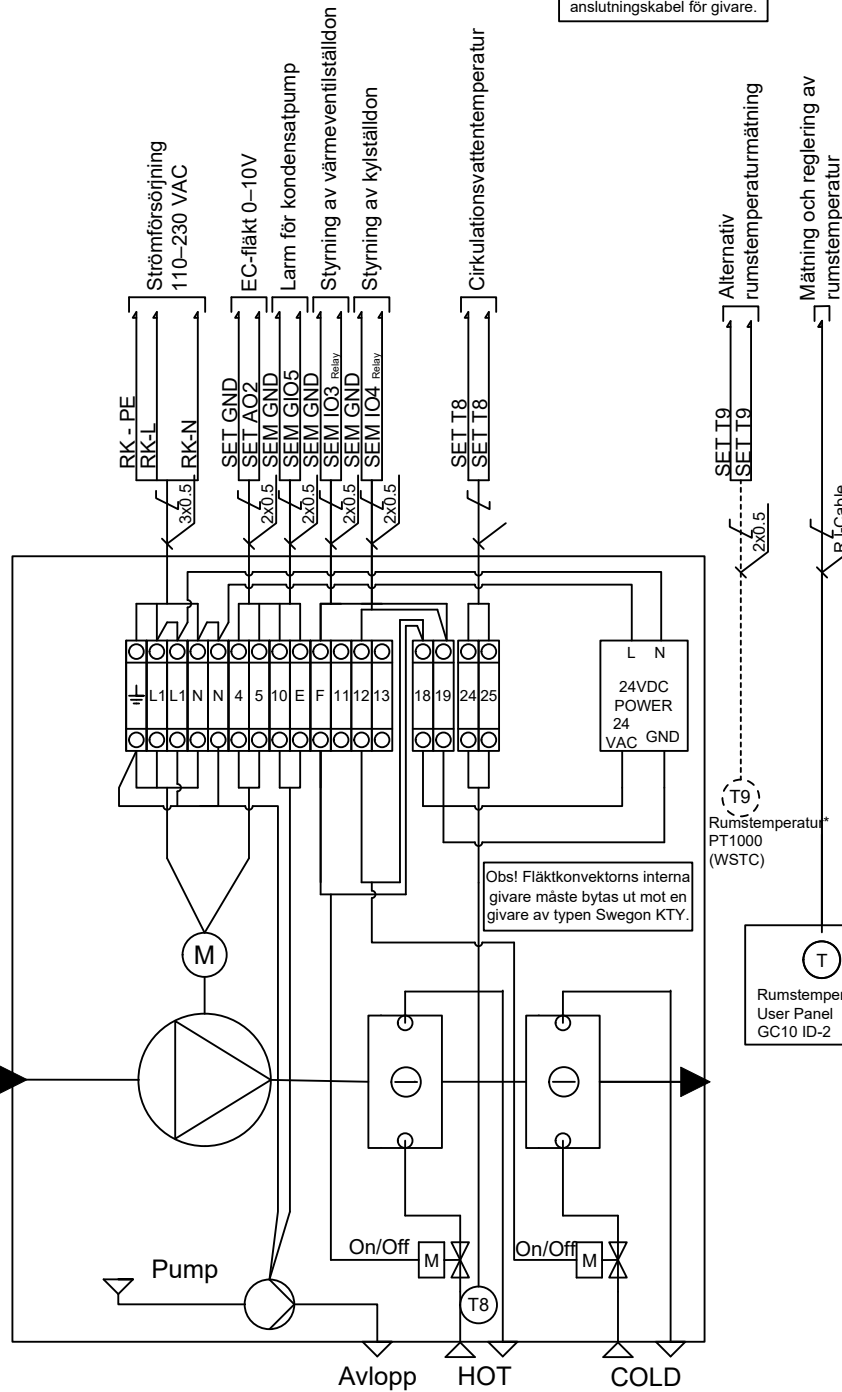 anslutningskabel för givare.
Strömförsörjning
110–230 VAC
EC-fläkt 0–10V
Larm för kondensatpump
Styrning av värmeventilställdon
Styrning av kylställdon
Cirkulationsvattentemperatur
Alternativ
rumstemperaturmätning
Mätning och reglering av
rumstemperatur
RK - PE
RK-L
RK-N
SET GND
SET AO2
SEM GND
SEM GIO5
SEM GND
SEM IO3 Relay
SEM GND
SEM IO4 Relay
SET T8
SET T8
SET T9
SET T9
3x0.5
2x0.5
2x0.5
2x0.5
2x0.5
2x0.5
RJ-Cable
L1 L1 N N 4 5 10 E F 11 12 13 18 19 24 25
L N
24VDC
POWER
24
VAC GND
T9
Rumstemperatur*
PT1000
(WSTC)
Obs! Fläktkonvektorns interna
givare måste bytas ut mot en
givare av typen Swegon KTY.
M
T
Rumstemper
User Panel
GC10 ID-2
On/Off M
On/Off M
Pump
T8
Avlopp HOT COLD